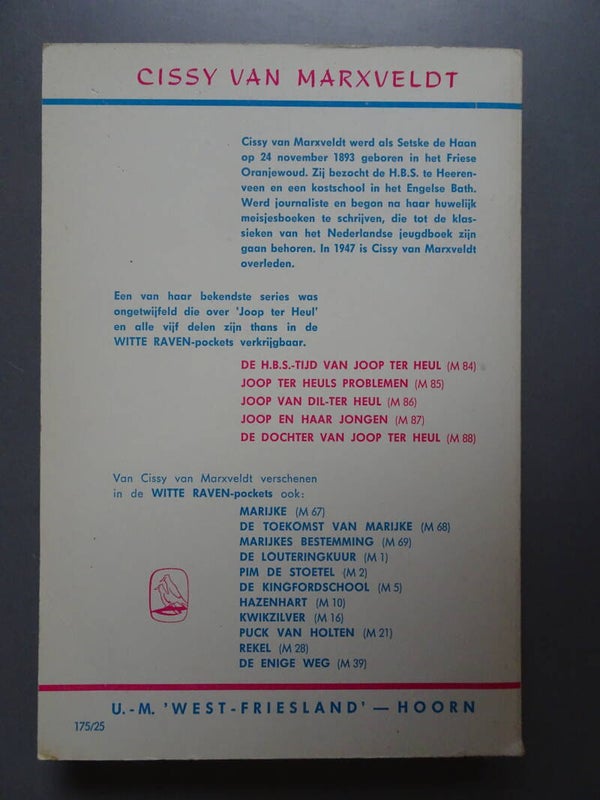 CISSY VAN MARXVELDT
Cissy van Marxveldt werd als Setske de Haan
op 24 november 1893 geboren in het Friese
Oranjewoud. Zij bezocht de H.B.S. te Heeren-
veen en een kostschool in het Engelse Bath.
Werd journaliste en begon na haar huwelijk
meisjesboeken te schrijven, die tot de klas-
sieken van het Nederlandse jeugdboek zijn
gaan behoren. In 1947 is Cissy van Marxveldt
overleden.
Een van haar bekendste series was
ongetwijfeld die over 'Joop ter Heul'
en alle vijf delen zijn thans in de
WITTE RAVEN-pockets verkrijgbaar.
DE H.B.S.-TIJD VAN JOOP TER HEUL (M 84)
JOOP TER HEULS PROBLEMEN (M 85)
JOOP VAN DIL-TER HEUL (M 86)
JOOP EN HAAR JONGEN (M 87)
DE DOCHTER VAN JOOP TER HEUL (M 88)
Van Cissy van Marxveldt verschenen
in de WITTE RAVEN-pockets ook:
MARIJKE (M 67)
DE TOEKOMST VAN MARIJKE (M 68)
MARIJKES BESTEMMING (M 69)
DE LOUTERINGKUUR (M 1)
PIM DE STOETEL (M 2)
DE KINGFORDSCHOOL (M 5)
HAZENHART (M 10)
KWIKZILVER (M 16)
PUCK VAN HOLTEN (M 21)
REKEL (M 28)
DE ENIGE WEG (M 39)
U.-M. 'WEST-FRIESLAND' — HOORN
175/25